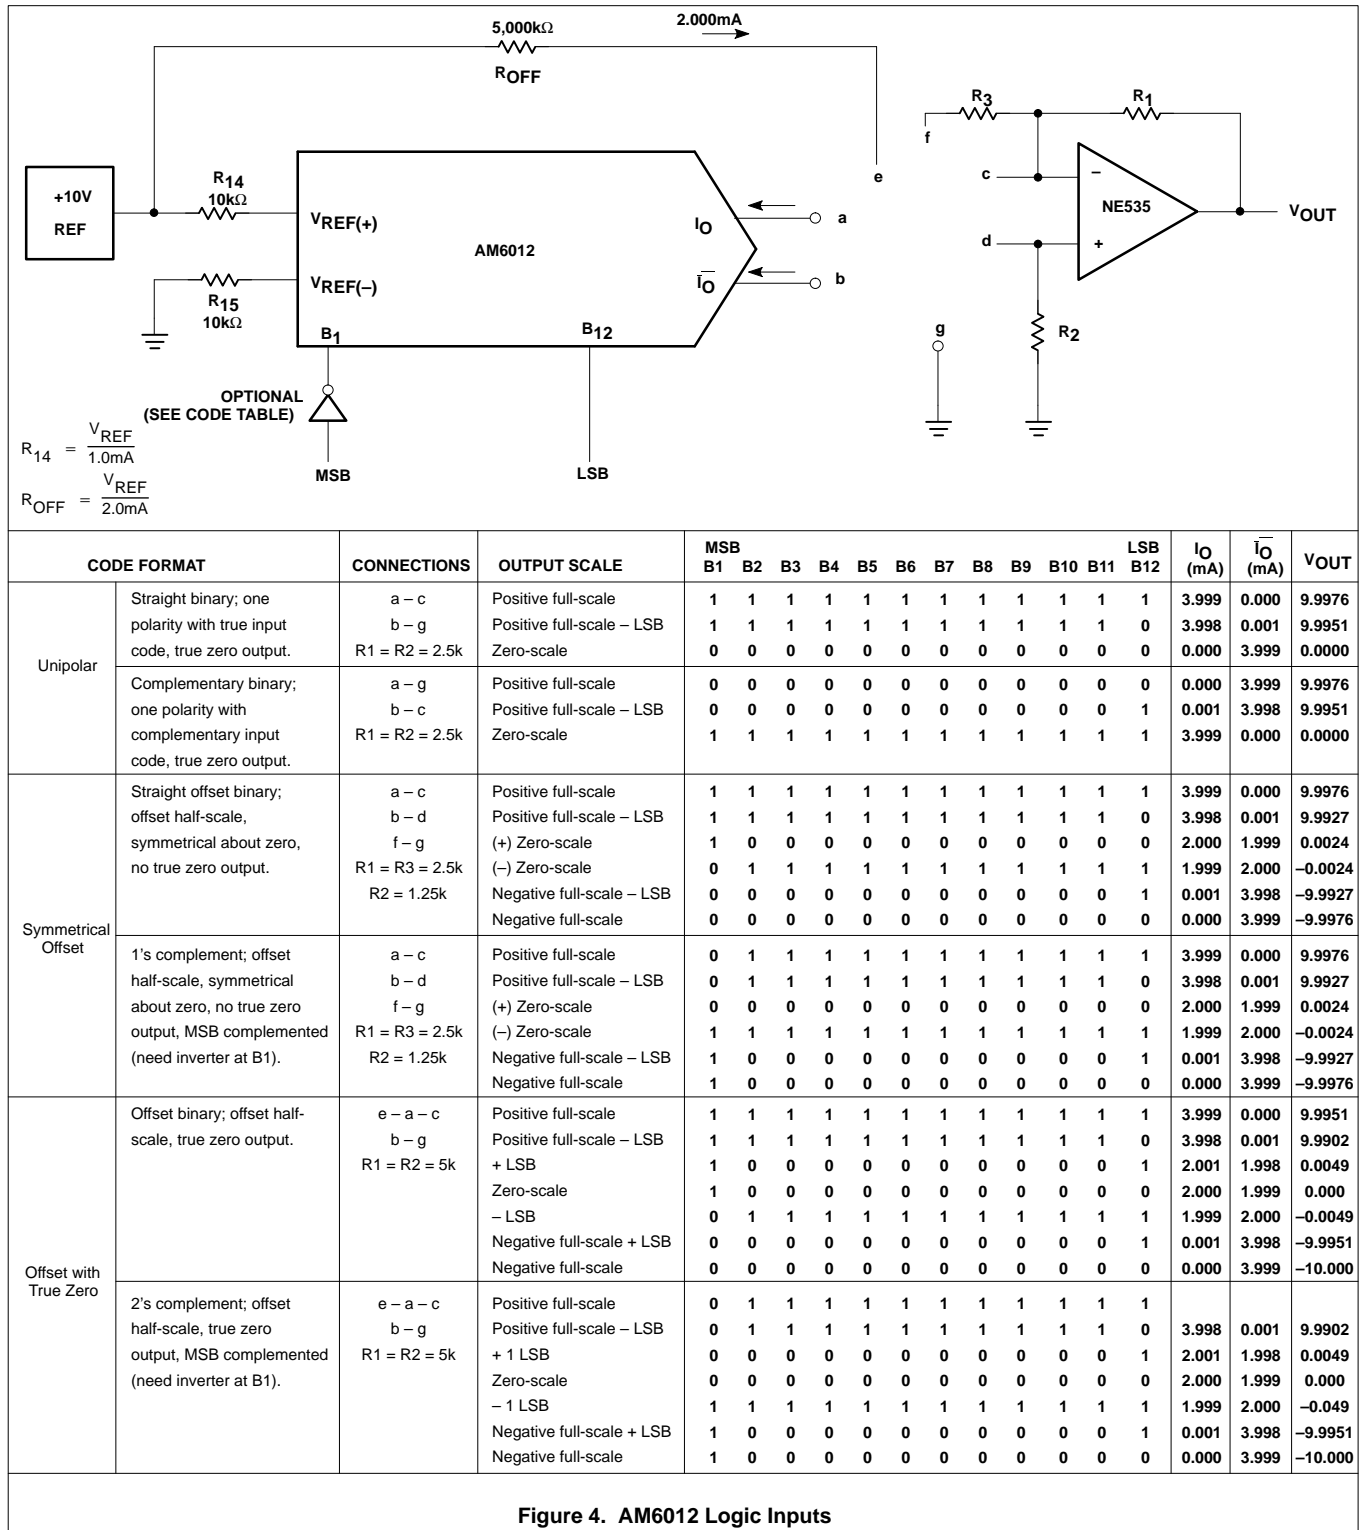 5,000kΩ
2.000mA
ROFF
R3
R1
f
e
c
–
+10V
REF
R14
10kΩ
VREF(+)
IO
a
NE535
VOUT
AM6012
d
+
R15
10kΩ
VREF(–)
IO
b
B1
B12
g
R2
OPTIONAL
(SEE CODE TABLE)
R14 = VREF / 1.0mA
MSB
LSB
ROFF = VREF / 2.0mA
CODE FORMAT CONNECTIONS OUTPUT SCALE MSB B1 B2 B3 B4 B5 B6 B7 B8 B9 B10 B11 LSB B12 IO (mA) IO (mA) VOUT
Unipolar
Straight binary; one a – c Positive full-scale 1 1 1 1 1 1 1 1 1 1 1 1 3.999 0.000 9.9976
polarity with true input b – g Positive full-scale – LSB 1 1 1 1 1 1 1 1 1 1 1 0 3.998 0.001 9.9951
code, true zero output. R1 = R2 = 2.5k Zero-scale 0 0 0 0 0 0 0 0 0 0 0 0 0.000 3.999 0.0000
Complementary binary; a – g Positive full-scale 0 0 0 0 0 0 0 0 0 0 0 0 0.000 3.999 9.9976
one polarity with b – c Positive full-scale – LSB 0 0 0 0 0 0 0 0 0 0 0 1 0.001 3.998 9.9951
complementary input R1 = R2 = 2.5k Zero-scale 1 1 1 1 1 1 1 1 1 1 1 1 3.999 0.000 0.0000
code, true zero output.
Symmetrical
Offset
Straight offset binary; a – c Positive full-scale 1 1 1 1 1 1 1 1 1 1 1 1 3.999 0.000 9.9976
offset half-scale, b – d Positive full-scale – LSB 1 1 1 1 1 1 1 1 1 1 1 0 3.998 0.001 9.9927
symmetrical about zero, f – g (+) Zero-scale 1 0 0 0 0 0 0 0 0 0 0 0 2.000 1.999 0.0024
no true zero output. R1 = R3 = 2.5k (–) Zero-scale 0 1 1 1 1 1 1 1 1 1 1 1 1.999 2.000 –0.0024
R2 = 1.25k Negative full-scale – LSB 0 0 0 0 0 0 0 0 0 0 0 1 0.001 3.998 –9.9927
Negative full-scale 0 0 0 0 0 0 0 0 0 0 0 0 0.000 3.999 –9.9976
1's complement; offset a – c Positive full-scale 0 1 1 1 1 1 1 1 1 1 1 1 3.999 0.000 9.9976
half-scale, symmetrical b – d Positive full-scale – LSB 0 1 1 1 1 1 1 1 1 1 1 0 3.998 0.001 9.9927
about zero, no true zero f – g (+) Zero-scale 0 0 0 0 0 0 0 0 0 0 0 0 2.000 1.999 0.0024
output, MSB complemented R1 = R3 = 2.5k (–) Zero-scale 1 1 1 1 1 1 1 1 1 1 1 1 1.999 2.000 –0.0024
(need inverter at B1). R2 = 1.25k Negative full-scale – LSB 1 0 0 0 0 0 0 0 0 0 0 1 0.001 3.998 –9.9927
Negative full-scale 1 0 0 0 0 0 0 0 0 0 0 0 0.000 3.999 –9.9976
Offset with
True Zero
Offset binary; offset half- e – a – c Positive full-scale 1 1 1 1 1 1 1 1 1 1 1 1 3.999 0.000 9.9951
scale, true zero output. b – g Positive full-scale – LSB 1 1 1 1 1 1 1 1 1 1 1 0 3.998 0.001 9.9902
R1 = R2 = 5k + LSB 1 0 0 0 0 0 0 0 0 0 0 1 2.001 1.998 0.0049
Zero-scale 1 0 0 0 0 0 0 0 0 0 0 0 2.000 1.999 0.000
– LSB 0 1 1 1 1 1 1 1 1 1 1 1 1.999 2.000 –0.0049
Negative full-scale + LSB 0 0 0 0 0 0 0 0 0 0 0 1 0.001 3.998 –9.9951
Negative full-scale 0 0 0 0 0 0 0 0 0 0 0 0 0.000 3.999 –10.000
2's complement; offset e – a – c Positive full-scale 0 1 1 1 1 1 1 1 1 1 1 1
half-scale, true zero b – g Positive full-scale – LSB 0 1 1 1 1 1 1 1 1 1 1 0 3.998 0.001 9.9902
output, MSB complemented R1 = R2 = 5k + 1 LSB 0 0 0 0 0 0 0 0 0 0 0 1 2.001 1.998 0.0049
(need inverter at B1). Zero-scale 0 0 0 0 0 0 0 0 0 0 0 0 2.000 1.999 0.000
– 1 LSB 1 1 1 1 1 1 1 1 1 1 1 1 1.999 2.000 –0.049
Negative full-scale + LSB 1 0 0 0 0 0 0 0 0 0 0 1 0.001 3.998 –9.9951
Negative full-scale 1 0 0 0 0 0 0 0 0 0 0 0 0.000 3.999 –10.000
Figure 4. AM6012 Logic Inputs